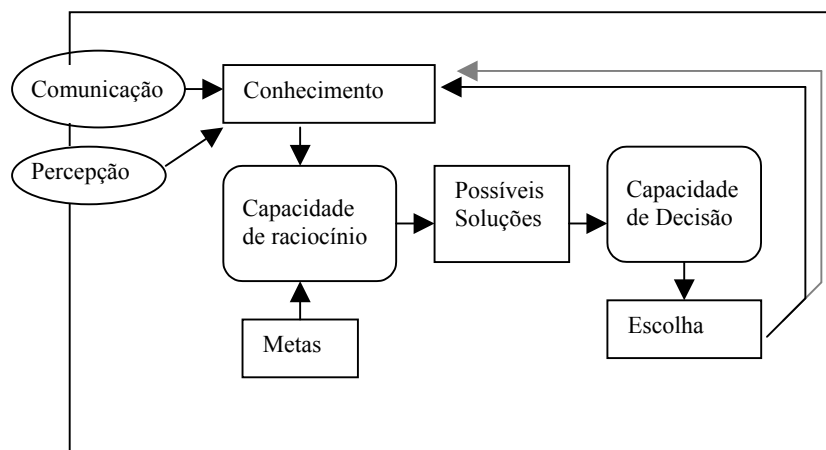 Comunicação
Conhecimento
Percepção
Capacidade
de raciocínio
Possíveis
Soluções
Capacidade
de Decisão
Metas
Escolha